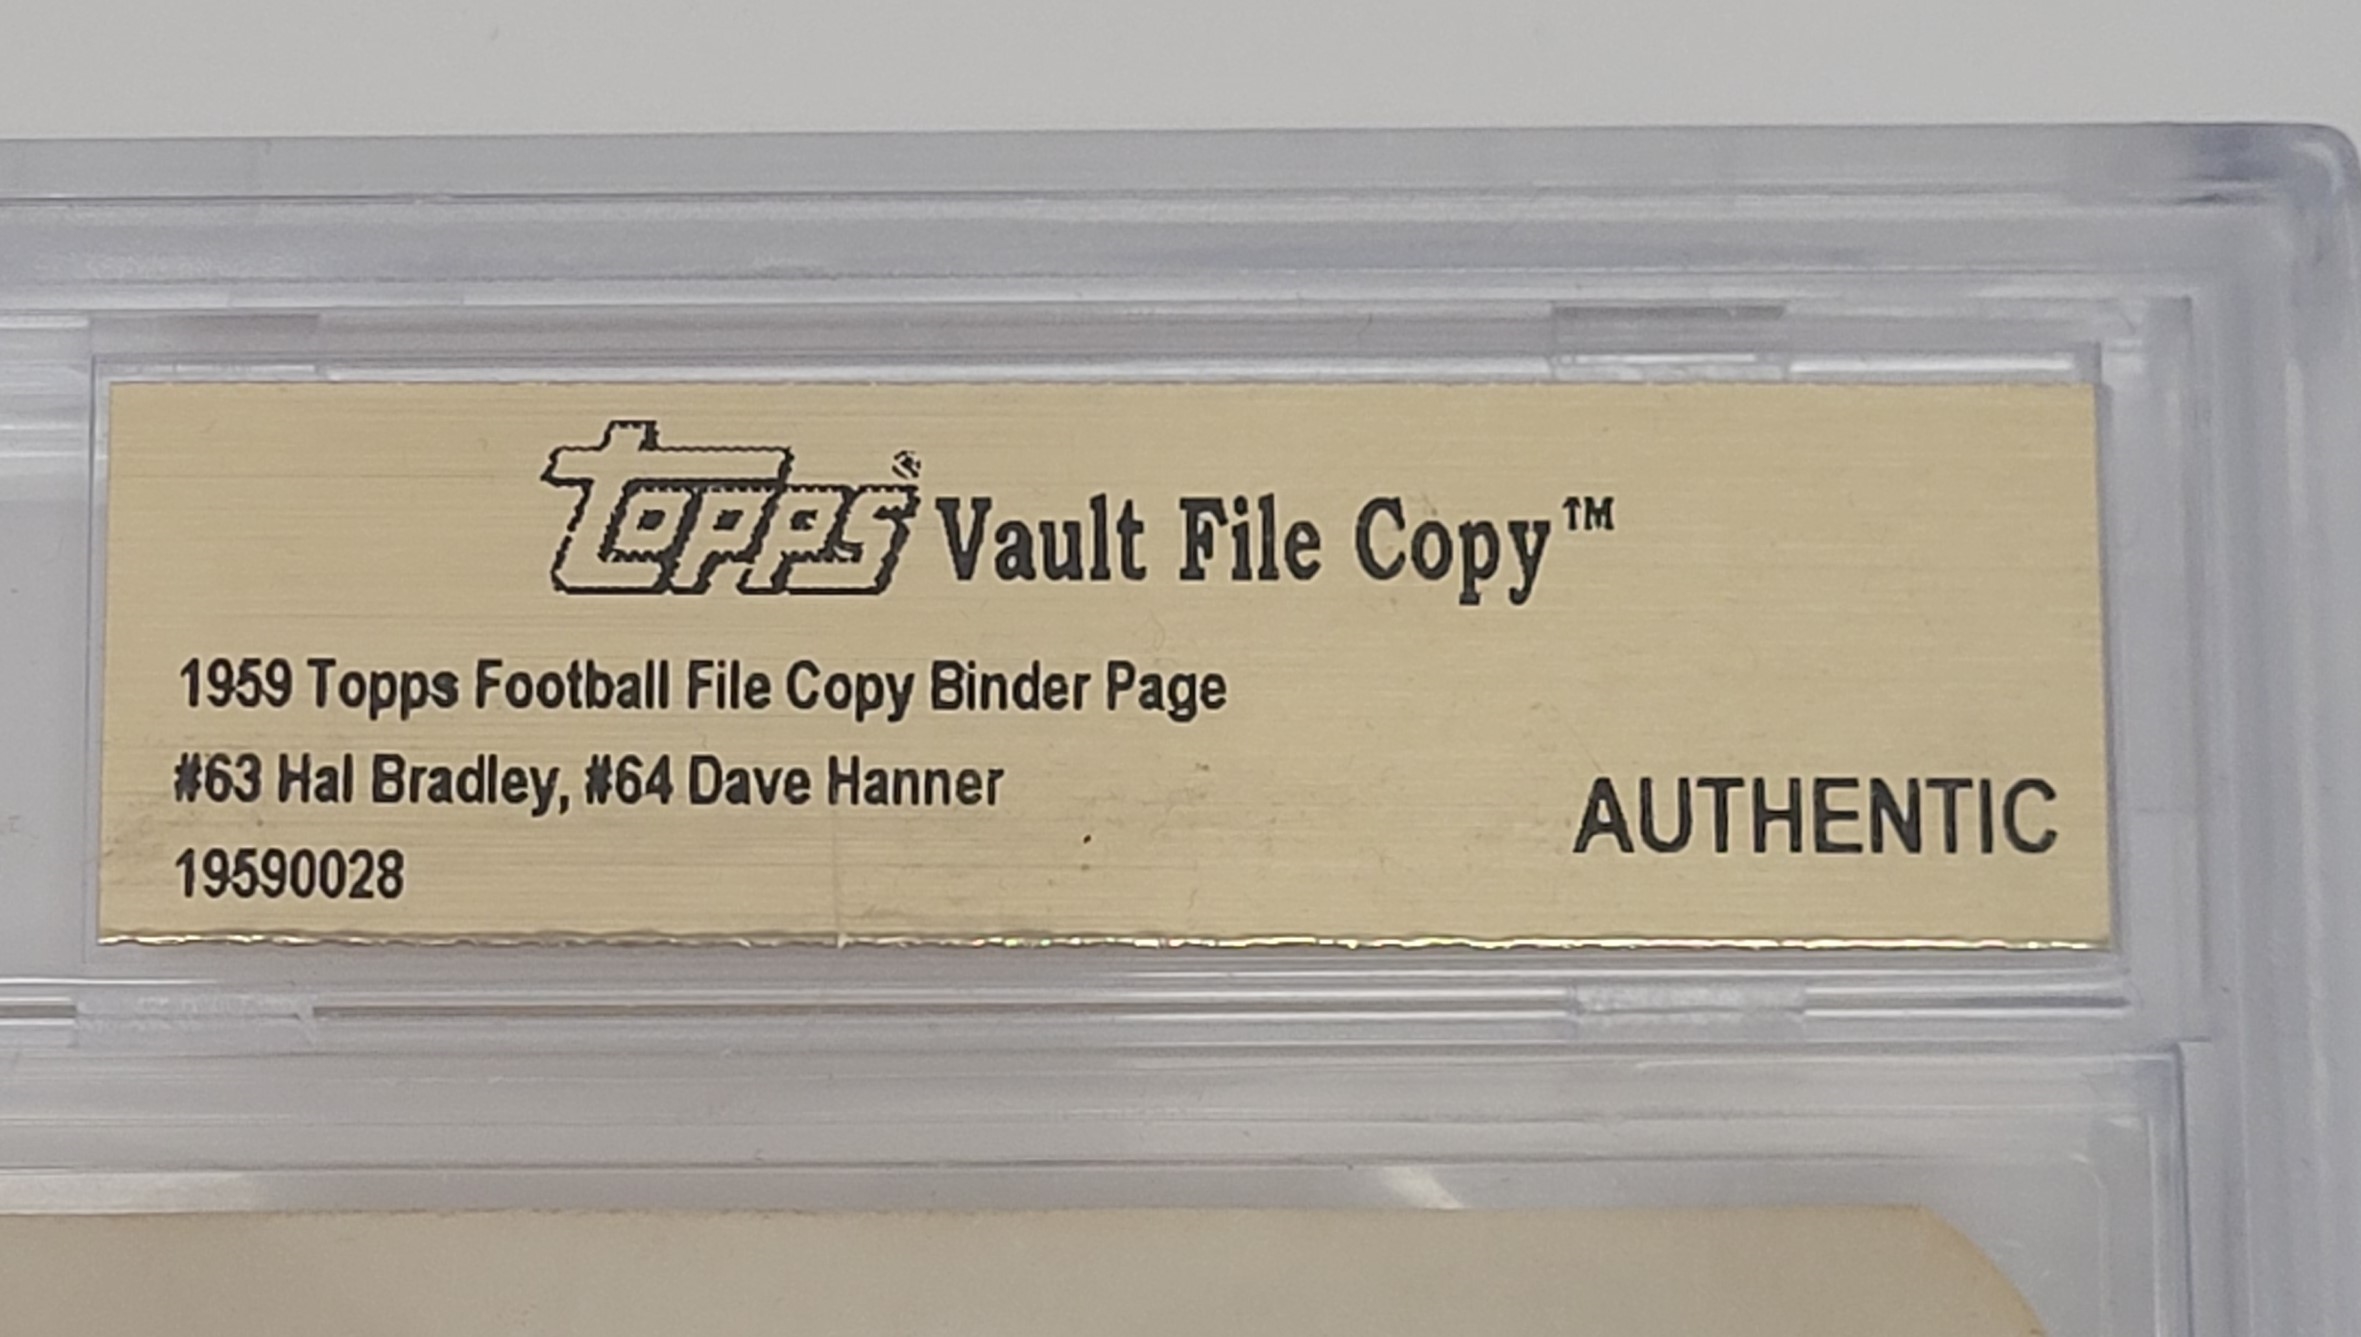 Topps® Vault File Copy™
1959 Topps Football File Copy Binder Page
#63 Hal Bradley, #64 Dave Hanner
AUTHENTIC
19590028